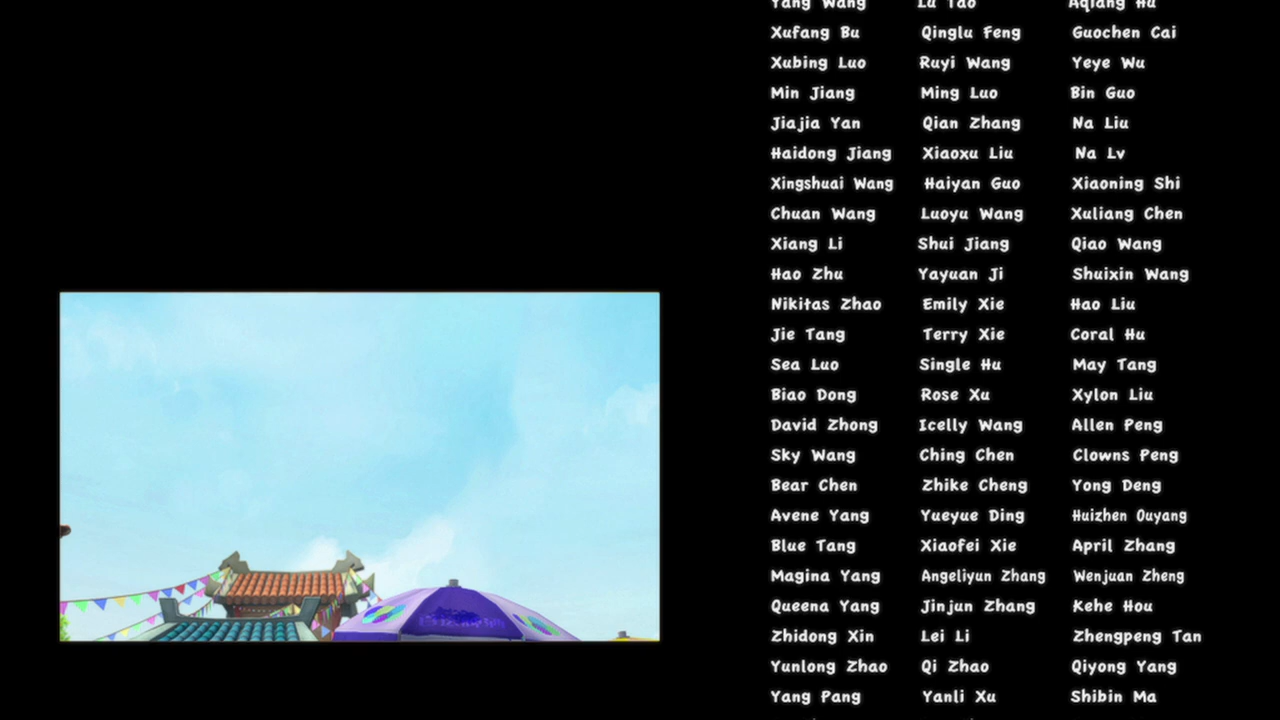 Yang Wang Lu Tao Aqiang Hu
Xufang Bu Qinglu Feng Guochen Cai
Xubing Luo Ruyi Wang Yeye Wu
Min Jiang Ming Luo Bin Guo
Jiajia Yan Qian Zhang Na Liu
Haidong Jiang Xiaoxu Liu Na Lv
Xingshuai Wang Haiyan Guo Xiaoning Shi
Chuan Wang Luoyu Wang Xuliang Chen
Xiang Li Shui Jiang Qiao Wang
Hao Zhu Yayuan Ji Shuixin Wang
Nikitas Zhao Emily Xie Hao Liu
Jie Tang Terry Xie Coral Hu
Sea Luo Single Hu May Tang
Biao Dong Rose Xu Xylon Liu
David Zhong Icelly Wang Allen Peng
Sky Wang Ching Chen Clowns Peng
Bear Chen Zhike Cheng Yong Deng
Avene Yang Yueyue Ding Huizhen Ouyang
Blue Tang Xiaofei Xie April Zhang
Magina Yang Angeliyun Zhang Wenjuan Zheng
Queena Yang Jinjun Zhang Kehe Hou
Zhidong Xin Lei Li Zhengpeng Tan
Yunlong Zhao Qi Zhao Qiyong Yang
Yang Pang Yanli Xu Shibin Ma